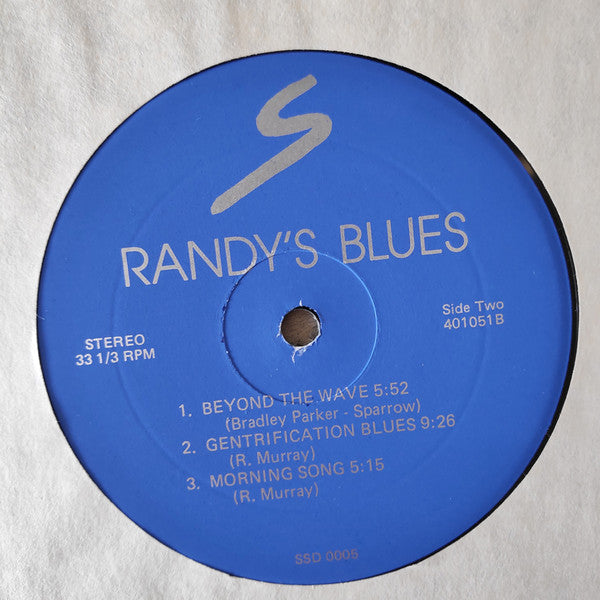 S
RANDY'S BLUES
STEREO
33 1/3 RPM
Side Two
401051B
1. BEYOND THE WAVE 5:52
(Bradley Parker - Sparrow)
2. GENTRIFICATION BLUES 9:26
(R. Murray)
3. MORNING SONG 5:15
(R. Murray)
SSD 0005